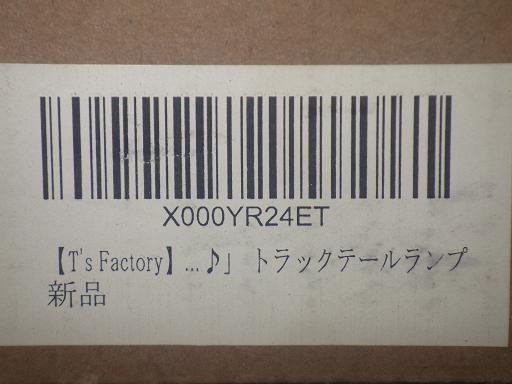 X000YR24ET
【T's Factory】...♪」 トラックテールランプ
新品